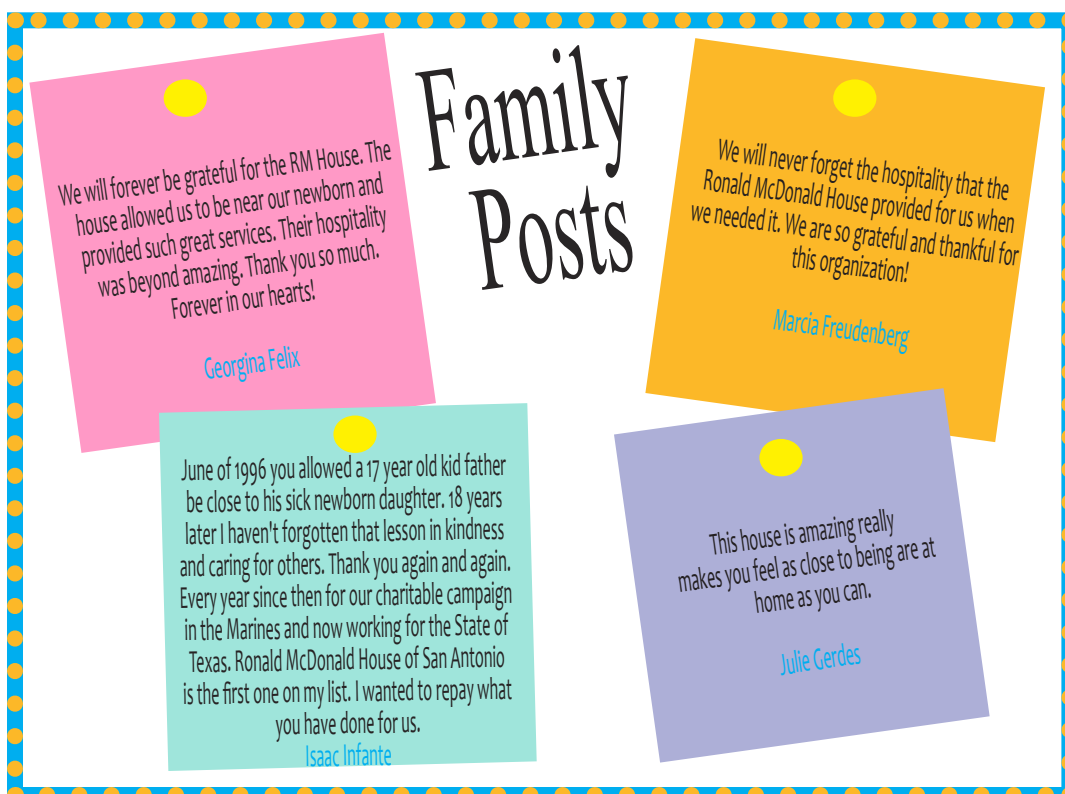 Family
Posts
We will forever be grateful for the RM House. The
house allowed us to be near our newborn and
provided such great services. Their hospitality
was beyond amazing. Thank you so much.
Forever in our hearts!
Georgina Felix
We will never forget the hospitality that the
Ronald McDonald House provided for us when
we needed it. We are so grateful and thankful for
this organization!
Marcia Freudenberg
June of 1996 you allowed a 17 year old kid father
be close to his sick newborn daughter. 18 years
later I haven't forgotten that lesson in kindness
and caring for others. Thank you again and again.
Every year since then for our charitable campaign
in the Marines and now working for the State of
Texas. Ronald McDonald House of San Antonio
is the first one on my list. I wanted to repay what
you have done for us.
Isaac Infante
This house is amazing really
makes you feel as close to being are at
home as you can.
Julie Gerdes